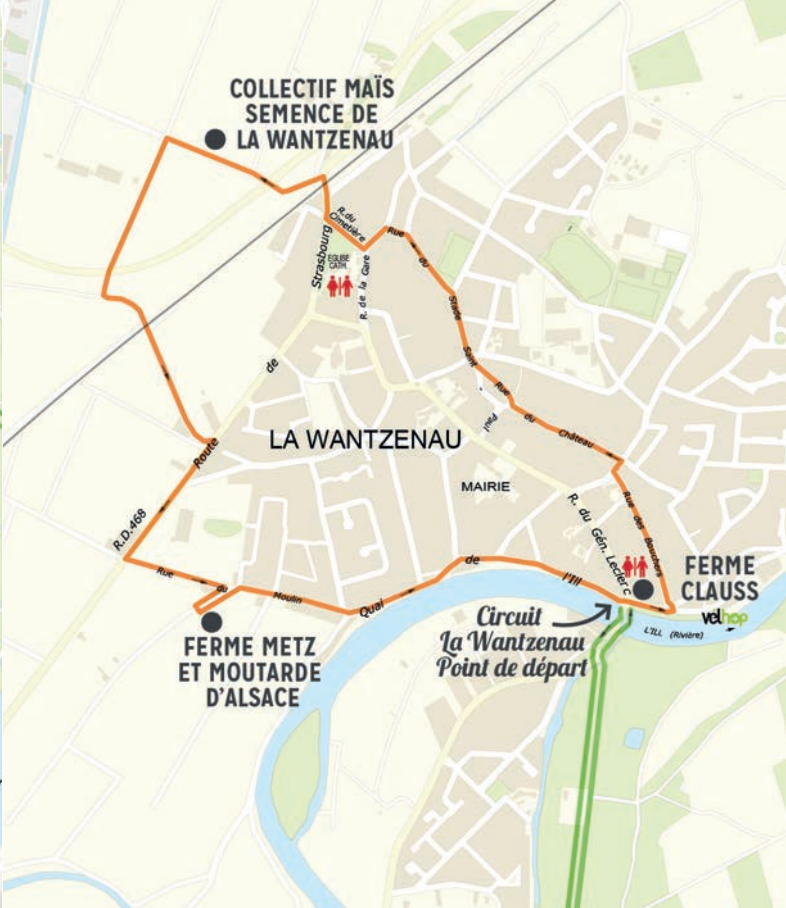 COLLECTIF MAÏS
SEMENCE DE
LA WANTZENAU
R. du
Cimetière
Strasbourg
EGLISE
CATH.
R. de la Gare
Rue du Stade
Saint Paul
Rue du Château
de
Route
LA WANTZENAU
MAIRIE
R. du Gén. Leclerc
Rue des Bouchers
R.D.468
Rue du Moulin
Quai de l'Ill
FERME
CLAUSS
velhop
L'ILL (Rivière)
Circuit
La Wantzenau
Point de départ
FERME METZ
ET MOUTARDE
D'ALSACE